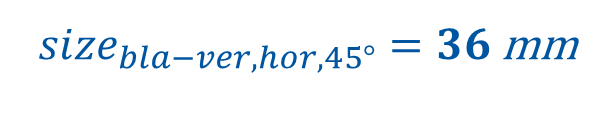 size_{bla−ver,hor,45°} = 36 mm